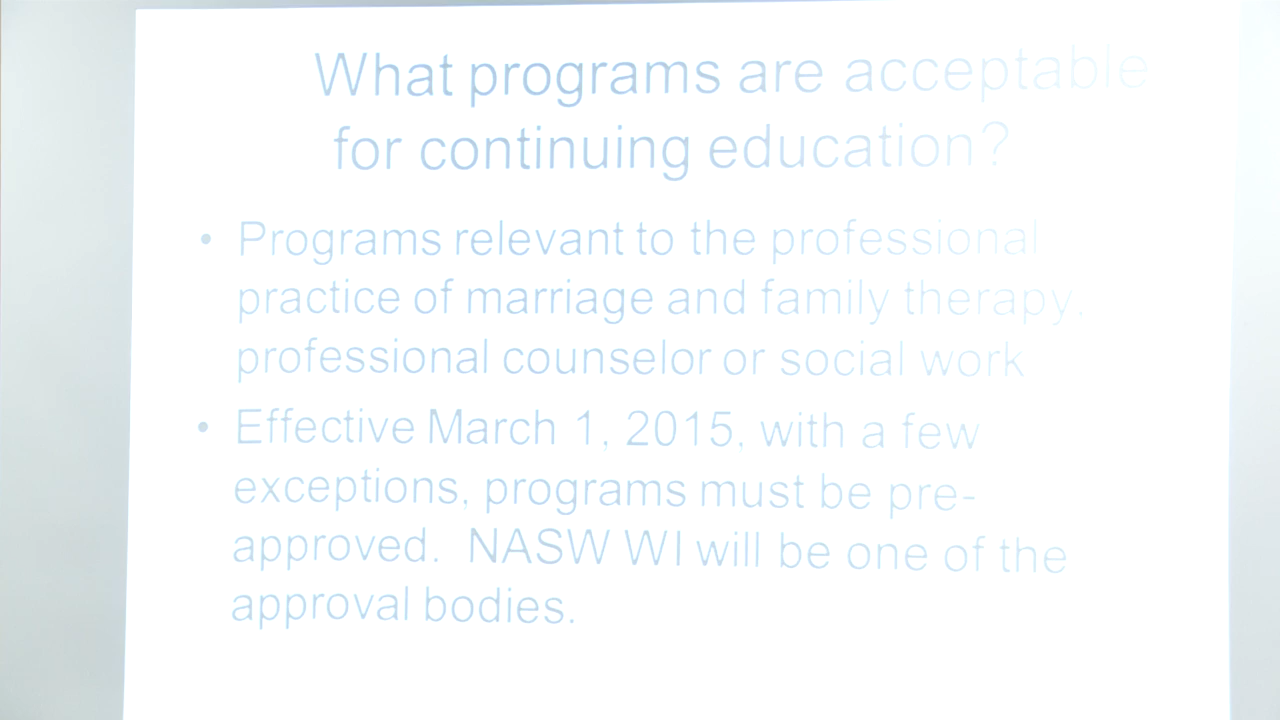 What programs are acceptable
for continuing education?
• Programs relevant to the professional
practice of marriage and family therapy,
professional counselor or social work
• Effective March 1, 2015, with a few
exceptions, programs must be pre-
approved. NASW WI will be one of the
approval bodies.